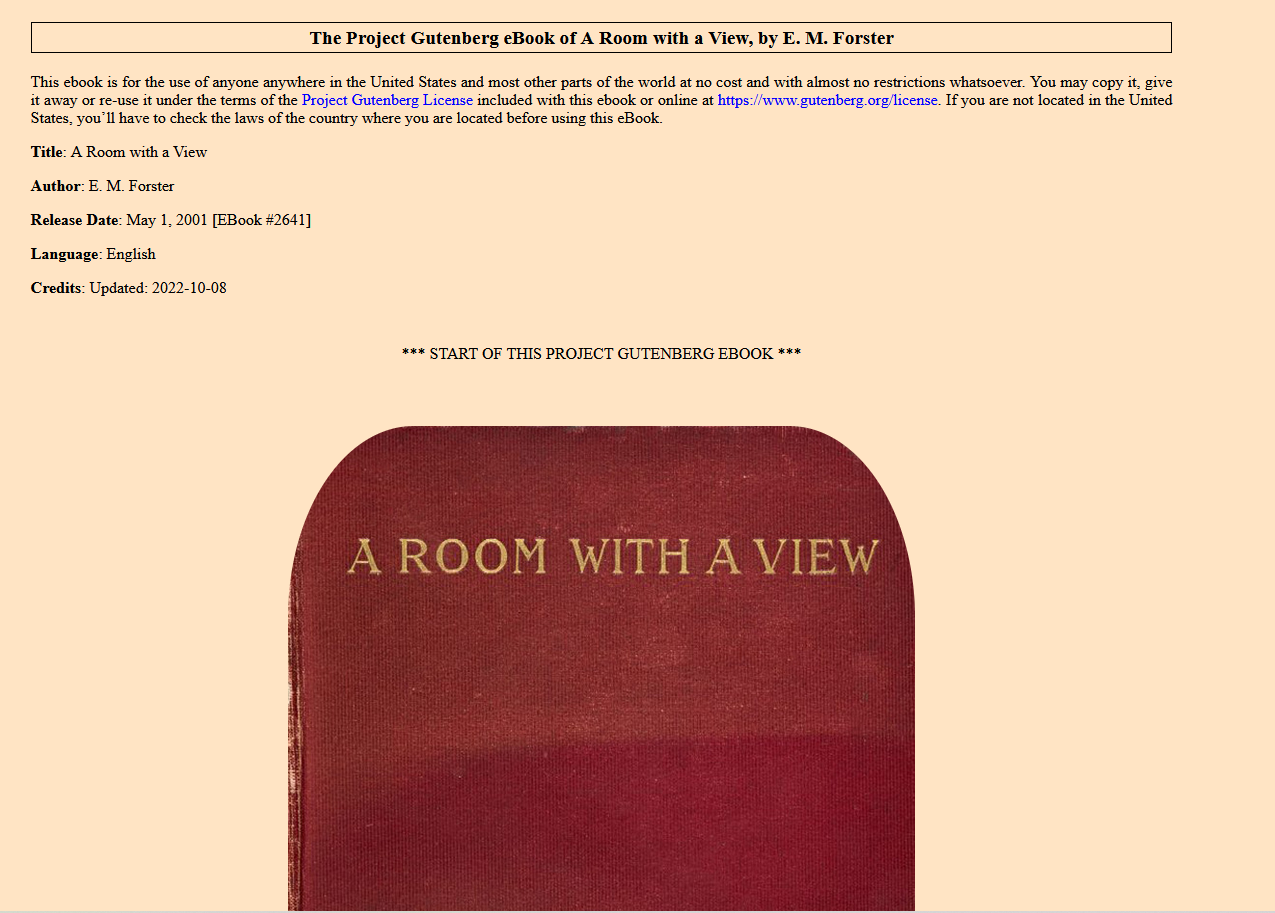 The Project Gutenberg eBook of A Room with a View, by E. M. Forster
This ebook is for the use of anyone anywhere in the United States and most other parts of the world at no cost and with almost no restrictions whatsoever. You may copy it, give
it away or re-use it under the terms of the Project Gutenberg License included with this ebook or online at https://www.gutenberg.org/license. If you are not located in the United
States, you’ll have to check the laws of the country where you are located before using this eBook.
Title: A Room with a View
Author: E. M. Forster
Release Date: May 1, 2001 [EBook #2641]
Language: English
Credits: Updated: 2022-10-08
*** START OF THIS PROJECT GUTENBERG EBOOK ***
A ROOM WITH A VIEW